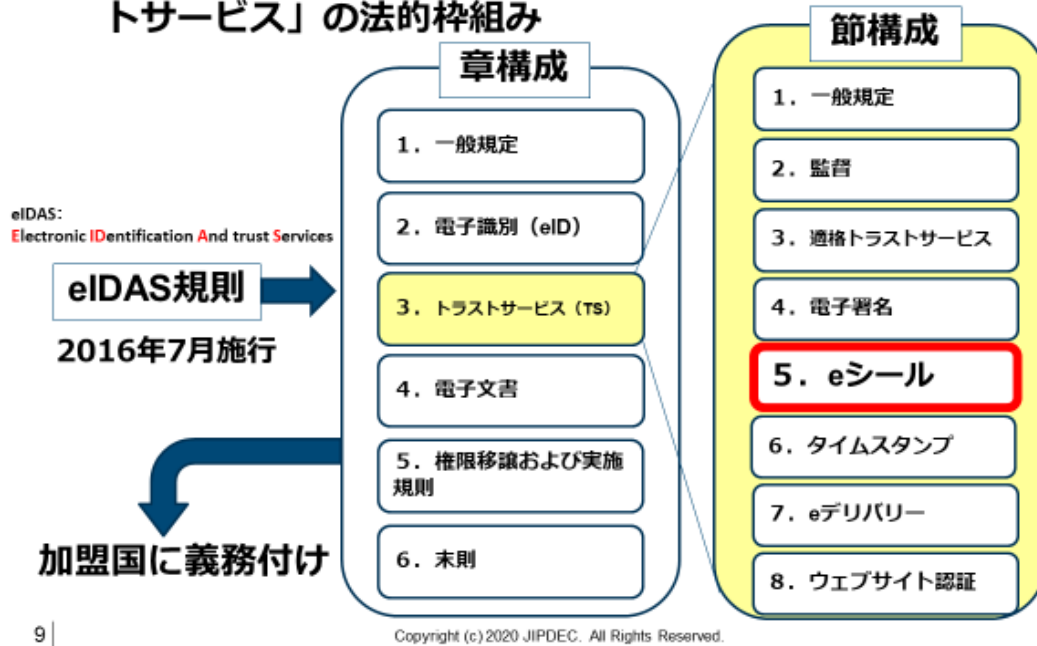 トサービス」の法的枠組み
章構成
節構成
1．一般規定
2．電子識別（eID）
3．トラストサービス（TS）
4．電子文書
5．権限移譲および実施
規則
6．末則
1．一般規定
2．監督
3．適格トラストサービス
4．電子署名
5．eシール
6．タイムスタンプ
7．eデリバリー
8．ウェブサイト認証
eIDAS：
Electronic IDentification And trust Services
eIDAS規則
2016年7月施行
加盟国に義務付け
9
Copyright (c) 2020 JIPDEC. All Rights Reserved.